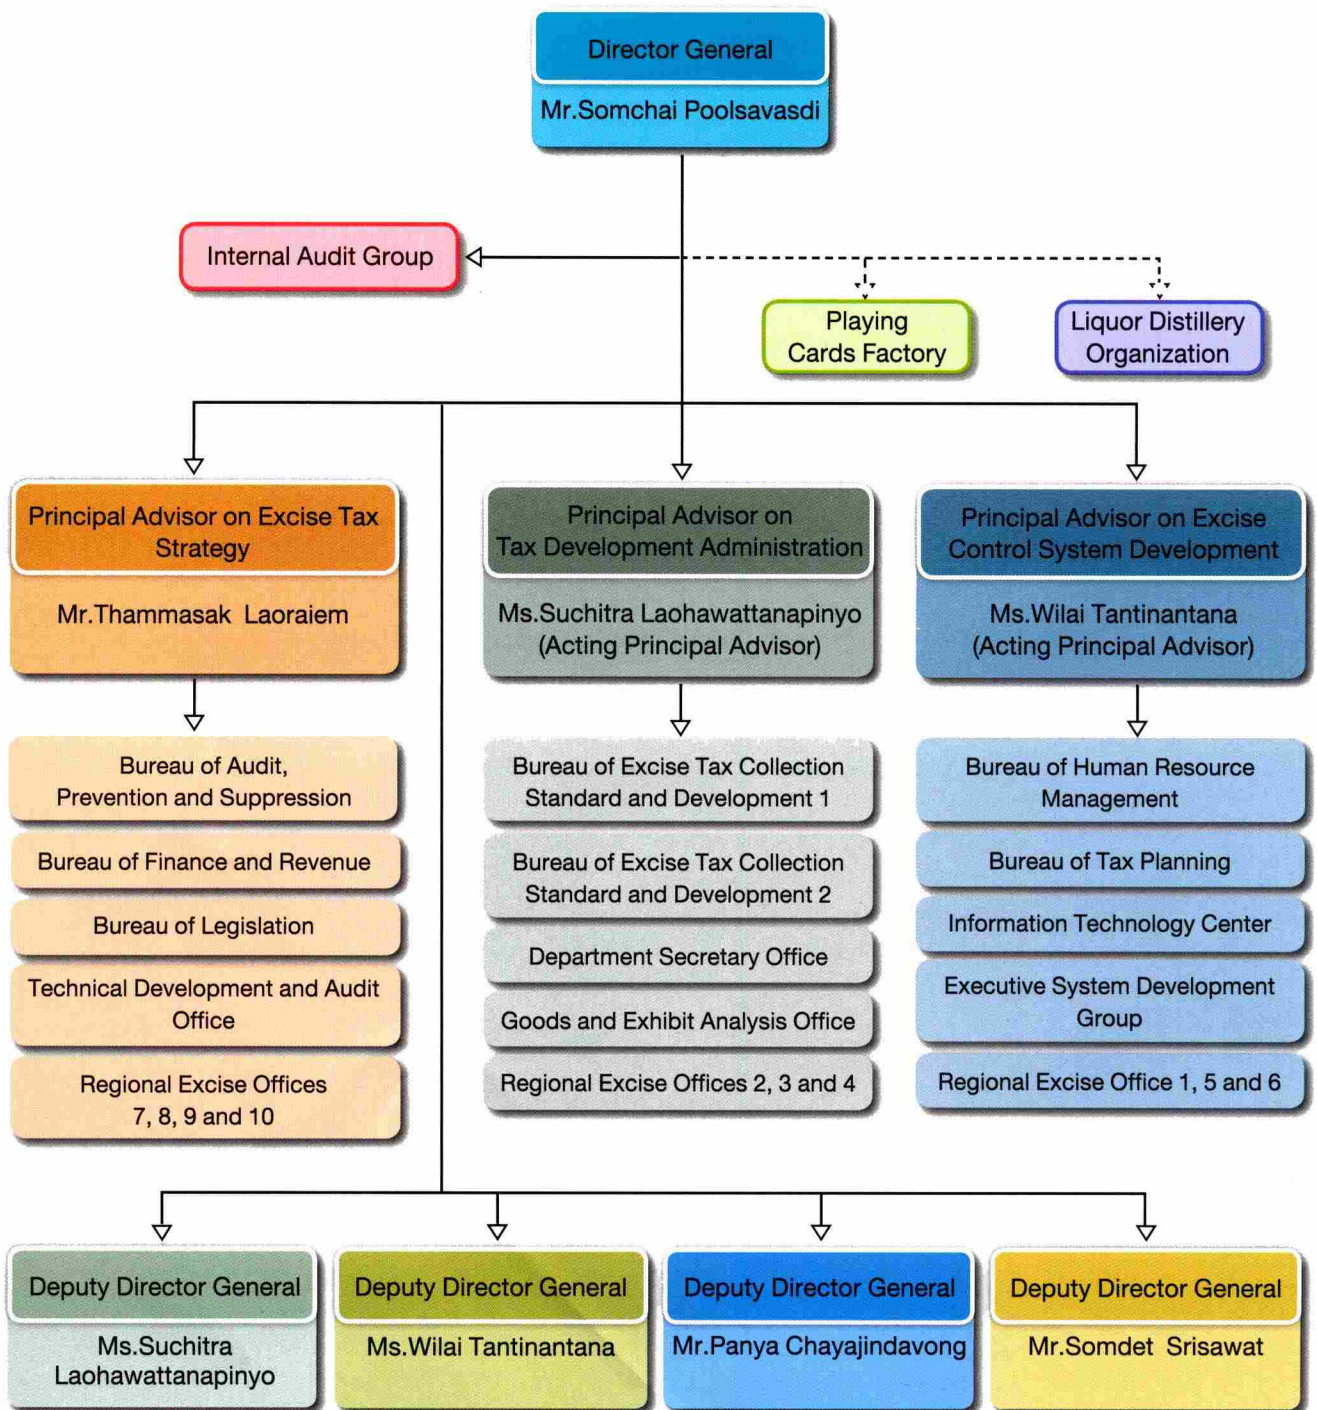 Director General
Mr.Somchai Poolsavasdi
Internal Audit Group
Playing
Cards Factory
Liquor Distillery
Organization
Principal Advisor on Excise Tax
Strategy
Mr.Thammasak Laoraiem
Bureau of Audit,
Prevention and Suppression
Bureau of Finance and Revenue
Bureau of Legislation
Technical Development and Audit
Office
Regional Excise Offices
7, 8, 9 and 10
Principal Advisor on
Tax Development Administration
Ms.Suchitra Laohawattanapinyo
(Acting Principal Advisor)
Bureau of Excise Tax Collection
Standard and Development 1
Bureau of Excise Tax Collection
Standard and Development 2
Department Secretary Office
Goods and Exhibit Analysis Office
Regional Excise Offices 2, 3 and 4
Principal Advisor on Excise
Control System Development
Ms.Wilai Tantinantana
(Acting Principal Advisor)
Bureau of Human Resource
Management
Bureau of Tax Planning
Information Technology Center
Executive System Development
Group
Regional Excise Office 1, 5 and 6
Deputy Director General
Ms.Suchitra
Laohawattanapinyo
Deputy Director General
Ms.Wilai Tantinantana
Deputy Director General
Mr.Panya Chayajindavong
Deputy Director General
Mr.Somdet Srisawat